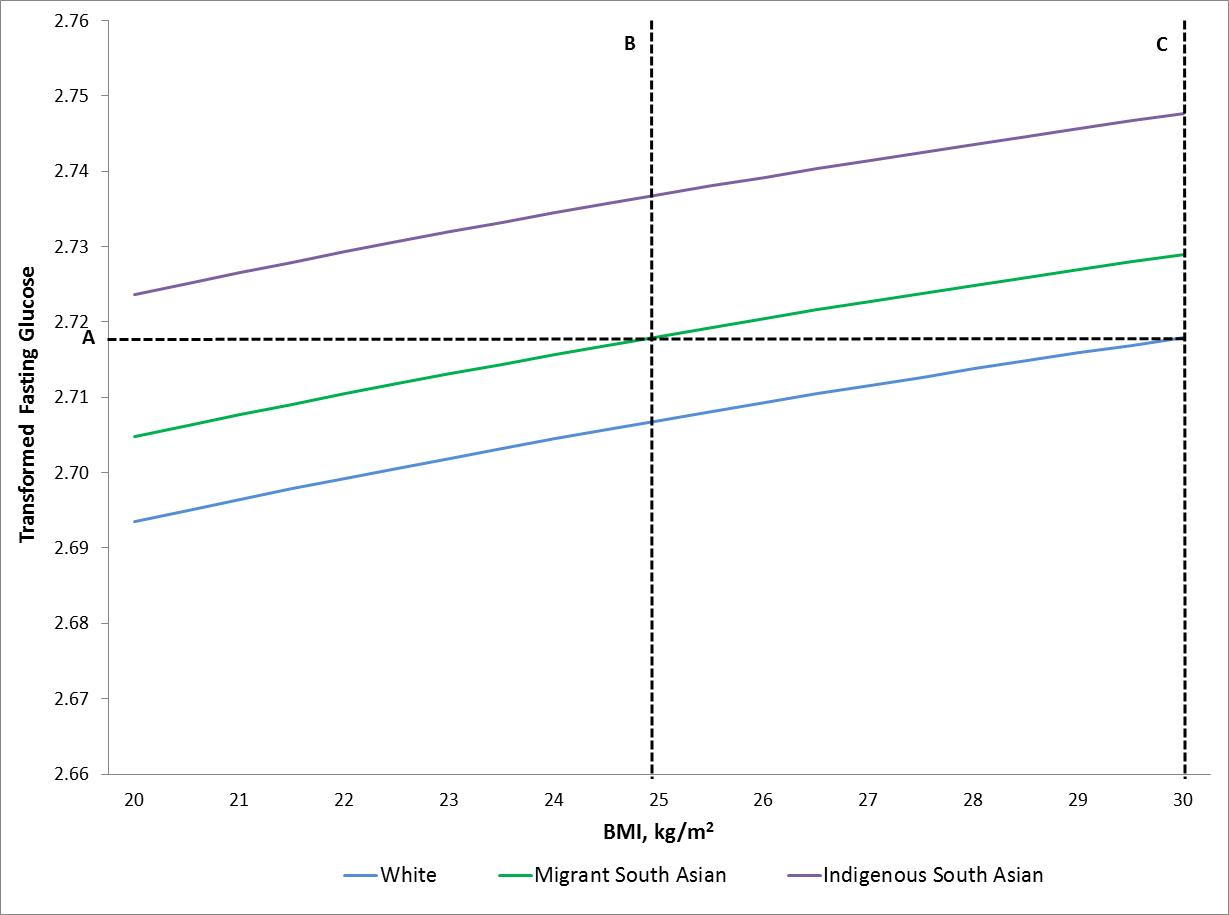 2.76
B
C
2.75
2.74
2.73
2.72
A
2.71
2.70
2.69
2.68
2.67
2.66
Transformed Fasting Glucose
20 21 22 23 24 25 26 27 28 29 30
BMI, kg/m²
White Migrant South Asian Indigenous South Asian